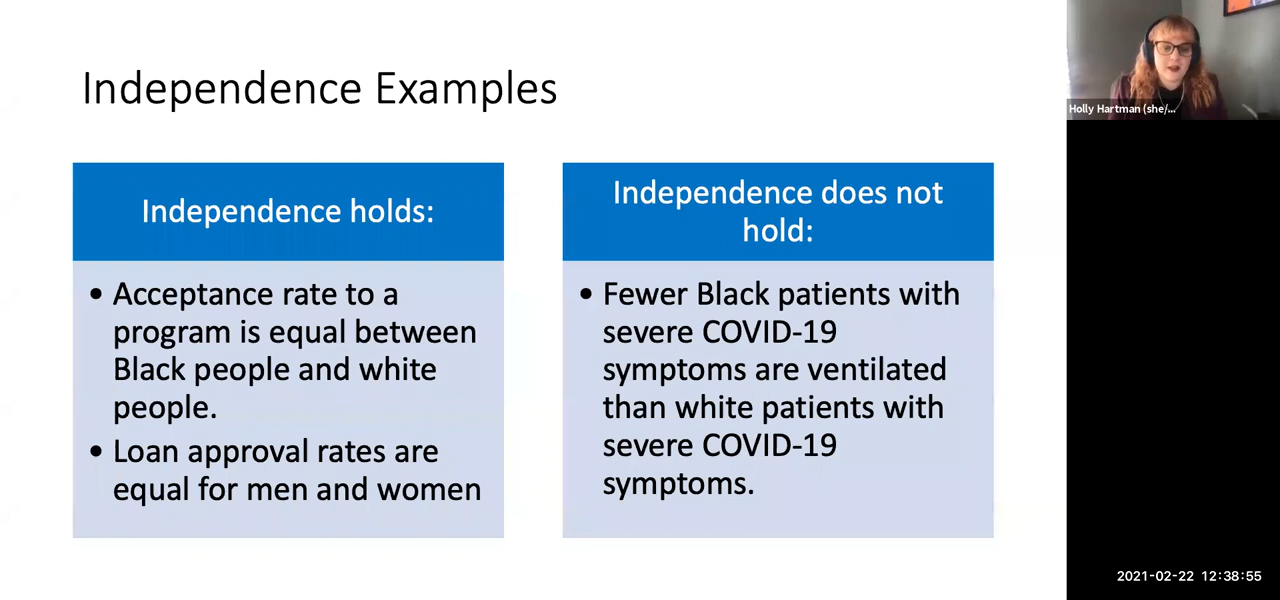 Independence Examples
Independence holds:
• Acceptance rate to a
program is equal between
Black people and white
people.
• Loan approval rates are
equal for men and women
Independence does not
hold:
• Fewer Black patients with
severe COVID-19
symptoms are ventilated
than white patients with
severe COVID-19
symptoms.
Holly Hartman (she/...
2021-02-22 12:38:55